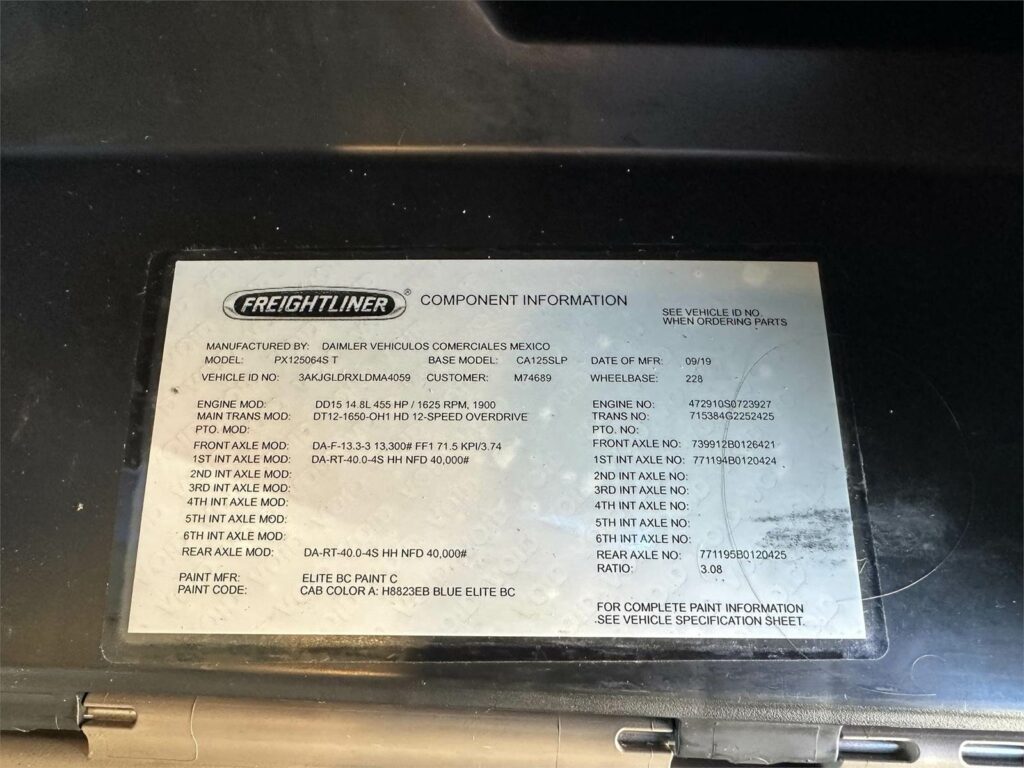 FREIGHTLINER® COMPONENT INFORMATION
SEE VEHICLE ID NO.
WHEN ORDERING PARTS
MANUFACTURED BY: DAIMLER VEHICULOS COMERCIALES MEXICO
MODEL: PX125064S T BASE MODEL: CA125SLP DATE OF MFR: 09/19
VEHICLE ID NO: 3AKJGLDRXLDMA4059 CUSTOMER: M74689 WHEELBASE: 228
ENGINE MOD: DD15 14.8L 455 HP / 1625 RPM, 1900 ENGINE NO: 472910S0723927
MAIN TRANS MOD: DT12-1650-OH1 HD 12-SPEED OVERDRIVE TRANS NO: 715384G2252425
PTO. MOD: PTO. NO:
FRONT AXLE MOD: DA-F-13.3-3 13,300# FF1 71.5 KPI/3.74 FRONT AXLE NO: 739912B0126421
1ST INT AXLE MOD: DA-RT-40.0-4S HH NFD 40,000# 1ST INT AXLE NO: 771194B0120424
2ND INT AXLE MOD: 2ND INT AXLE NO:
3RD INT AXLE MOD: 3RD INT AXLE NO:
4TH INT AXLE MOD: 4TH INT AXLE NO:
5TH INT AXLE MOD: 5TH INT AXLE NO:
6TH INT AXLE MOD: 6TH INT AXLE NO:
REAR AXLE MOD: DA-RT-40.0-4S HH NFD 40,000# REAR AXLE NO: 771195B0120425
RATIO: 3.08
PAINT MFR: ELITE BC PAINT C
PAINT CODE: CAB COLOR A: H8823EB BLUE ELITE BC
FOR COMPLETE PAINT INFORMATION
SEE VEHICLE SPECIFICATION SHEET.